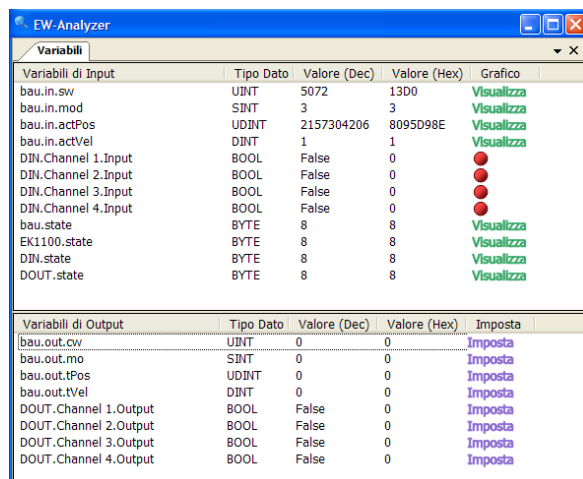 EW-Analyzer
Variabili
Variabili di Input Tipo Dato Valore (Dec) Valore (Hex) Grafico
bau.in.sw UINT 5072 13D0 Visualizza
bau.in.mod SINT 3 3 Visualizza
bau.in.actPos UDINT 2157304206 8095D98E Visualizza
bau.in.actVel DINT 1 1 Visualizza
DIN.Channel 1.Input BOOL False 0
DIN.Channel 2.Input BOOL False 0
DIN.Channel 3.Input BOOL False 0
DIN.Channel 4.Input BOOL False 0
bau.state BYTE 8 8 Visualizza
EK1100.state BYTE 8 8 Visualizza
DIN.state BYTE 8 8 Visualizza
DOUT.state BYTE 8 8 Visualizza
Variabili di Output Tipo Dato Valore (Dec) Valore (Hex) Imposta
bau.out.cw UINT 0 0 Imposta
bau.out.mo SINT 0 0 Imposta
bau.out.tPos UDINT 0 0 Imposta
bau.out.tVel DINT 0 0 Imposta
DOUT.Channel 1.Output BOOL False 0 Imposta
DOUT.Channel 2.Output BOOL False 0 Imposta
DOUT.Channel 3.Output BOOL False 0 Imposta
DOUT.Channel 4.Output BOOL False 0 Imposta